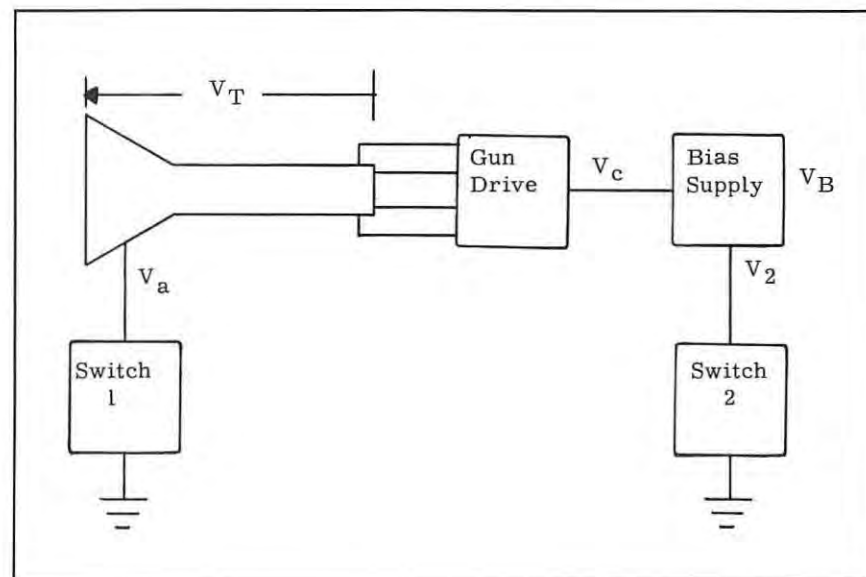 V_T
Gun
Drive
V_c
Bias
Supply
V_B
V_a
V_2
Switch
1
Switch
2